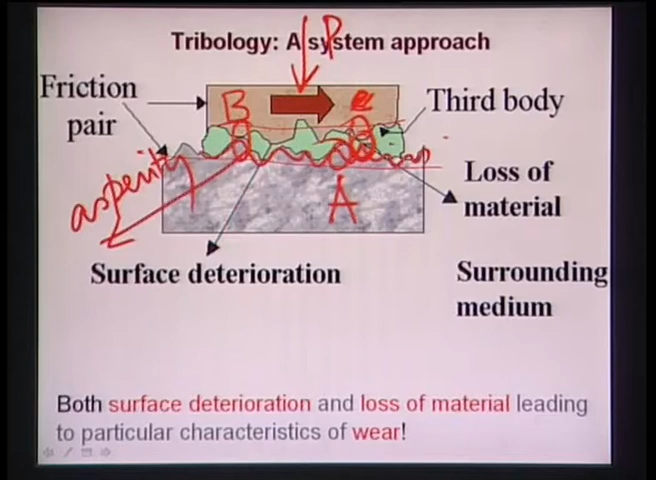 Tribology: A system approach
P
Friction
pair
B
Third body
asperity
A
Loss of
material
Surface deterioration
Surrounding
medium
Both surface deterioration and loss of material leading
to particular characteristics of wear!